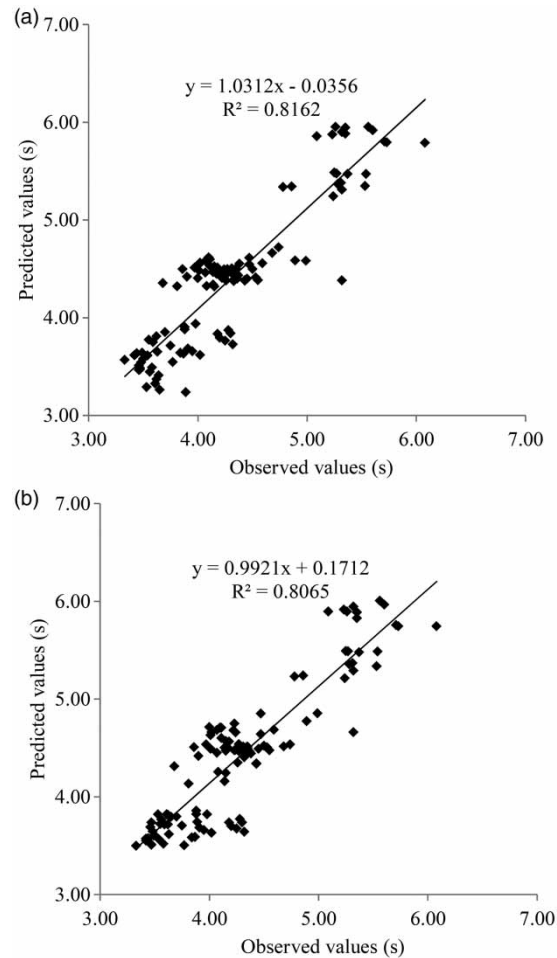 (a)
7.00
y = 1.0312x - 0.0356
R² = 0.8162
6.00
Predicted values (s)
5.00
4.00
3.00
3.00 4.00 5.00 6.00 7.00
Observed values (s)
(b)
7.00
y = 0.9921x + 0.1712
R² = 0.8065
6.00
Predicted values (s)
5.00
4.00
3.00
3.00 4.00 5.00 6.00 7.00
Observed values (s)